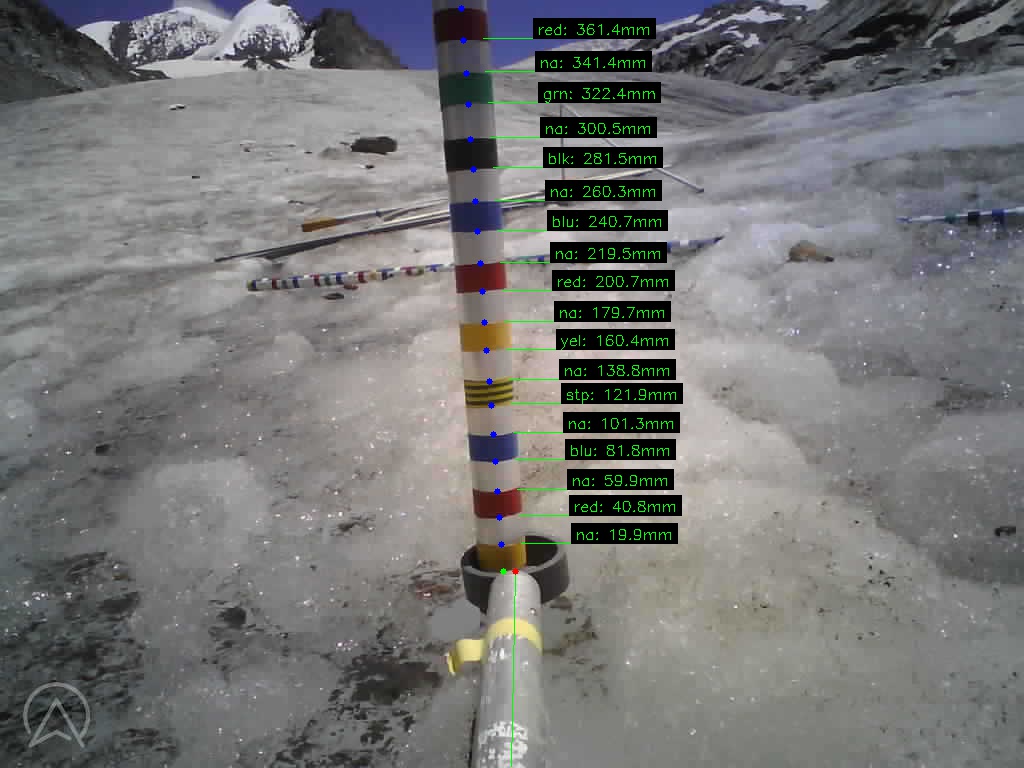 red: 361.4mm
na: 341.4mm
grn: 322.4mm
na: 300.5mm
blk: 281.5mm
na: 260.3mm
blu: 240.7mm
na: 219.5mm
red: 200.7mm
na: 179.7mm
yel: 160.4mm
na: 138.8mm
stp: 121.9mm
na: 101.3mm
blu: 81.8mm
na: 59.9mm
red: 40.8mm
na: 19.9mm